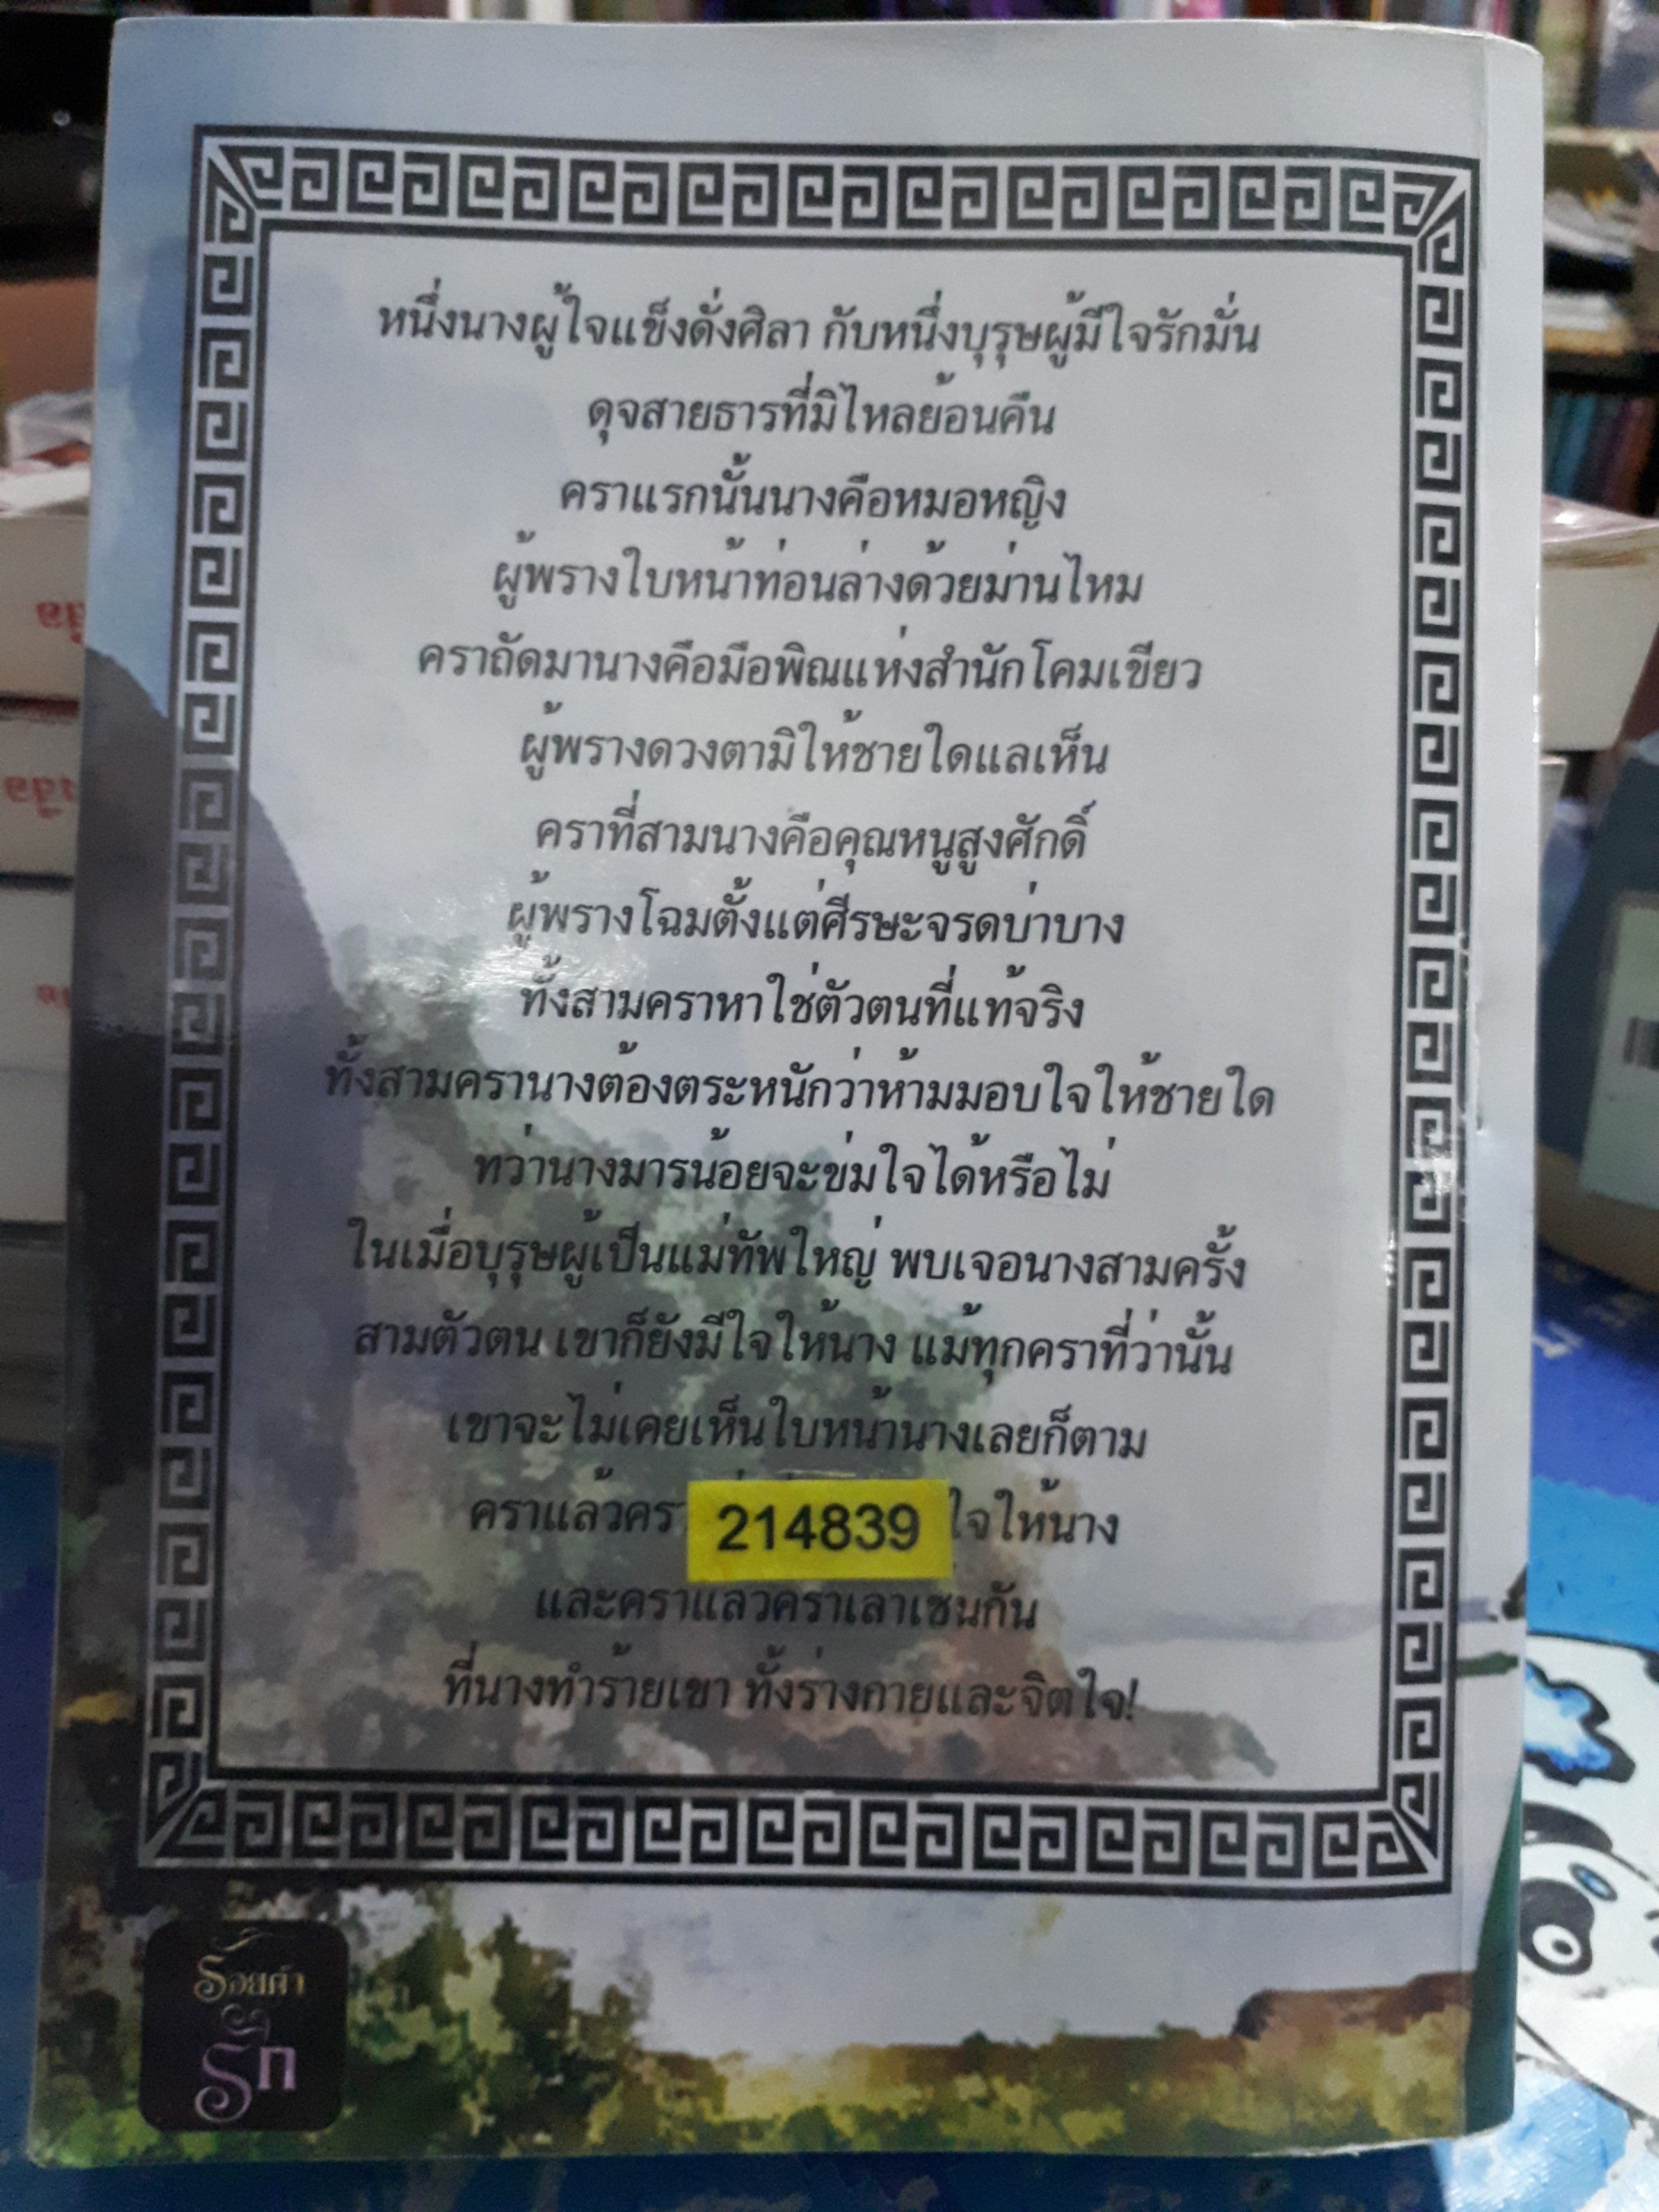 หนึ่งนางผู้ใจแข็งดั่งศิลา กับหนึ่งบุรุษผู้มีใจรักมั่น
ดุจสายธารที่มิไหลย้อนคืน
คราแรกนั้นนางคือหมอหญิง
ผู้พรางใบหน้าท่อนล่างด้วยม่านไหม
คราถัดมานางคือมือพิณแห่งสำนักโคมเขียว
ผู้พรางดวงตามิให้ชายใดแลเห็น
คราที่สามนางคือคุณหนูสูงศักดิ์
ผู้พรางโฉมตั้งแต่ศีรษะจรดบ่าบาง
ทั้งสามคราหาใช่ตัวตนที่แท้จริง
ทั้งสามครานางต้องตระหนักว่าห้ามมอบใจให้ชายใด
ทว่านางมารน้อยจะข่มใจได้หรือไม่
ในเมื่อบุรุษผู้เป็นแม่ทัพใหญ่ พบเจอนางสามครั้ง
สามตัวตน เขาก็ยังมีใจให้นาง แม้ทุกคราที่ว่านั้น
เขาจะไม่เคยเห็นใบหน้านางเลยก็ตาม
คราแล้วครา 214839 ใจให้นาง
และคราแล้วคราเล่าเช่นกัน
ที่นางทำร้ายเขา ทั้งร่างกายและจิตใจ!
ร้อยคำ
รัก